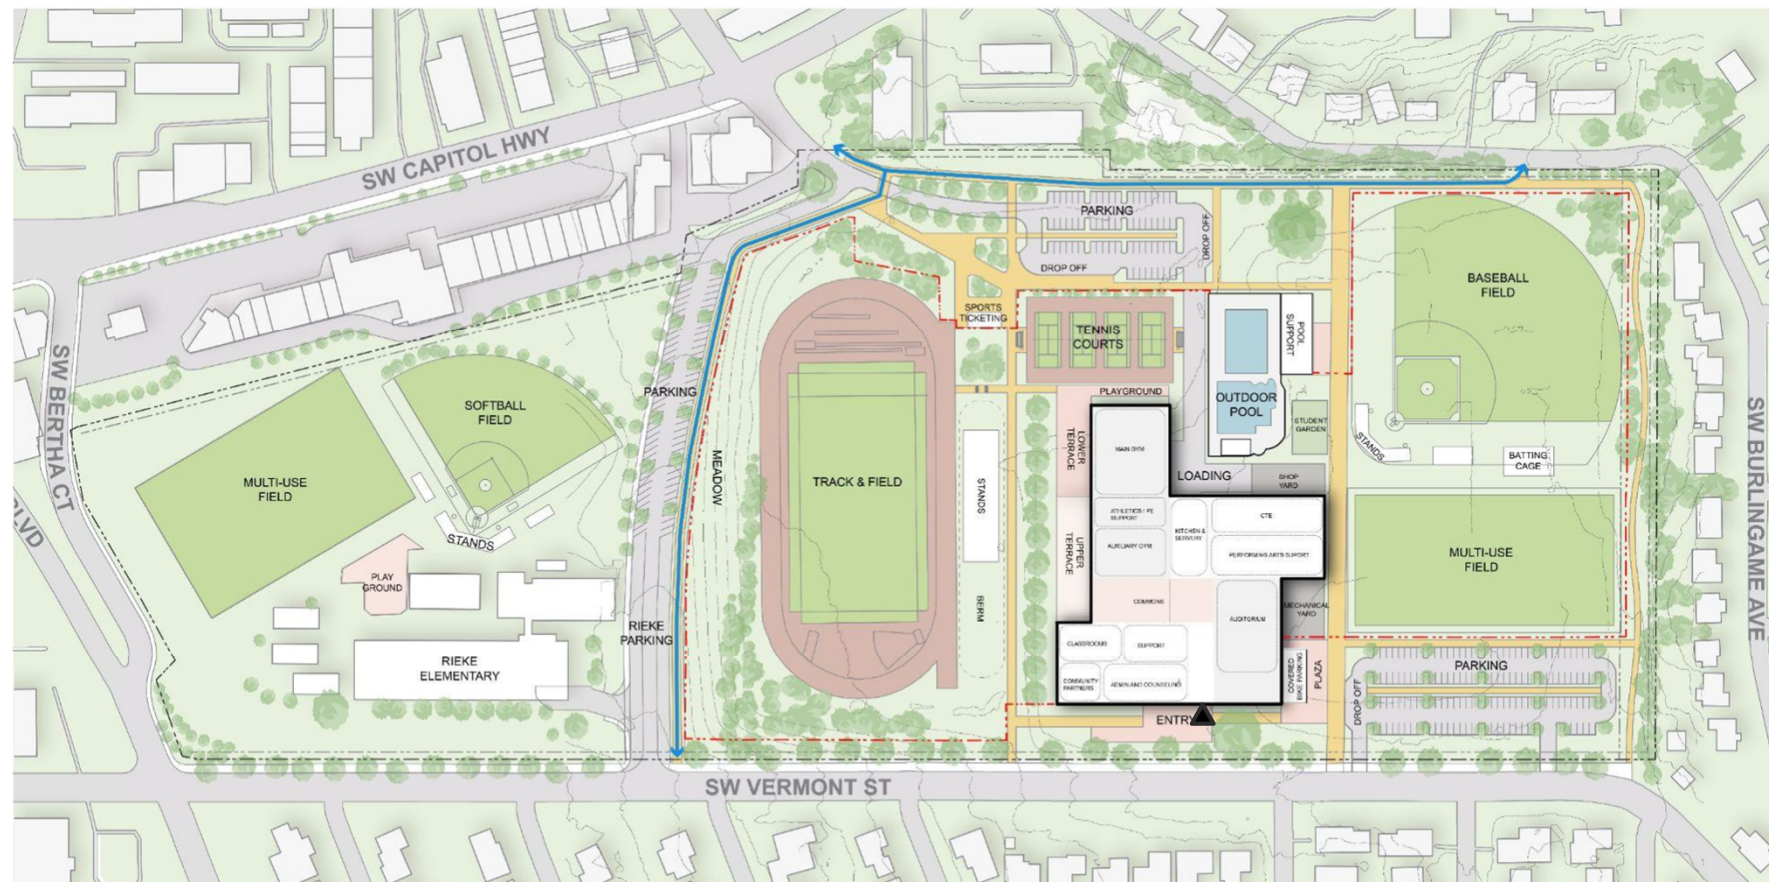 SW CAPITOL HWY
PARKING
DROP OFF
DROP OFF
SPORTS
TICKETING
TENNIS
COURTS
POOL
SUPPORT
BASEBALL
FIELD
SW BERTHA CT
BLVD
SOFTBALL
FIELD
PARKING
PLAYGROUND
OUTDOOR
POOL
STUDENT
GARDEN
SW BURLINGAME AVE
MULTI-USE
FIELD
MEADOW
TRACK & FIELD
STANDS
LOWER
TERRACE
MAIN GYM
LOADING
SHOP
YARD
STANDS
BATTING
CAGE
STANDS
ATHLETICS / PE
SUPPORT
KITCHEN &
SERVERY
CTE
AUXILIARY GYM
PERFORMING ARTS SUPORT
UPPER
TERRACE
MULTI-USE
FIELD
PLAY
GROUND
BERM
COMMONS
AUDITORIUM
MECHANICAL
YARD
RIEKE
PARKING
CLASSROOMS
SUPPORT
RIEKE
ELEMENTARY
COMMUNITY
PARTNERS
ADMIN AND COUNSELING
COVERED
BIKE PARKING
PLAZA
PARKING
DROP OFF
ENTRY
SW VERMONT ST